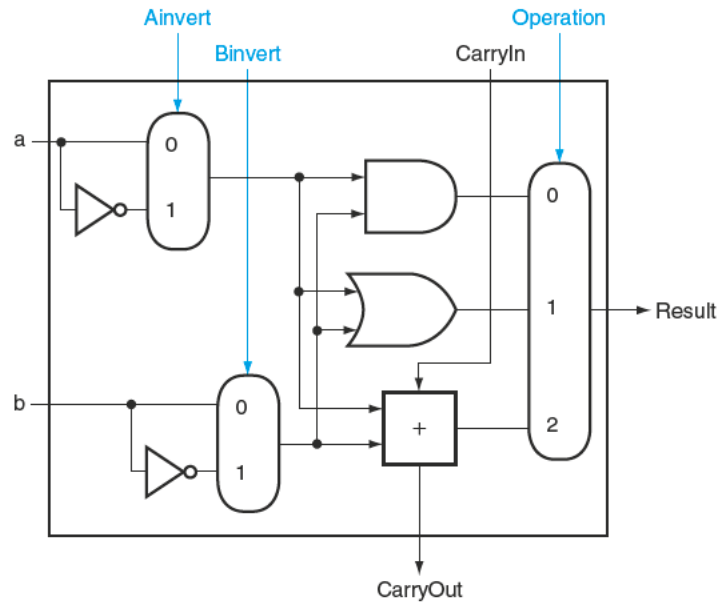 Ainvert
Operation
Binvert
CarryIn
a
0
1
0
1
Result
b
0
1
+
2
CarryOut